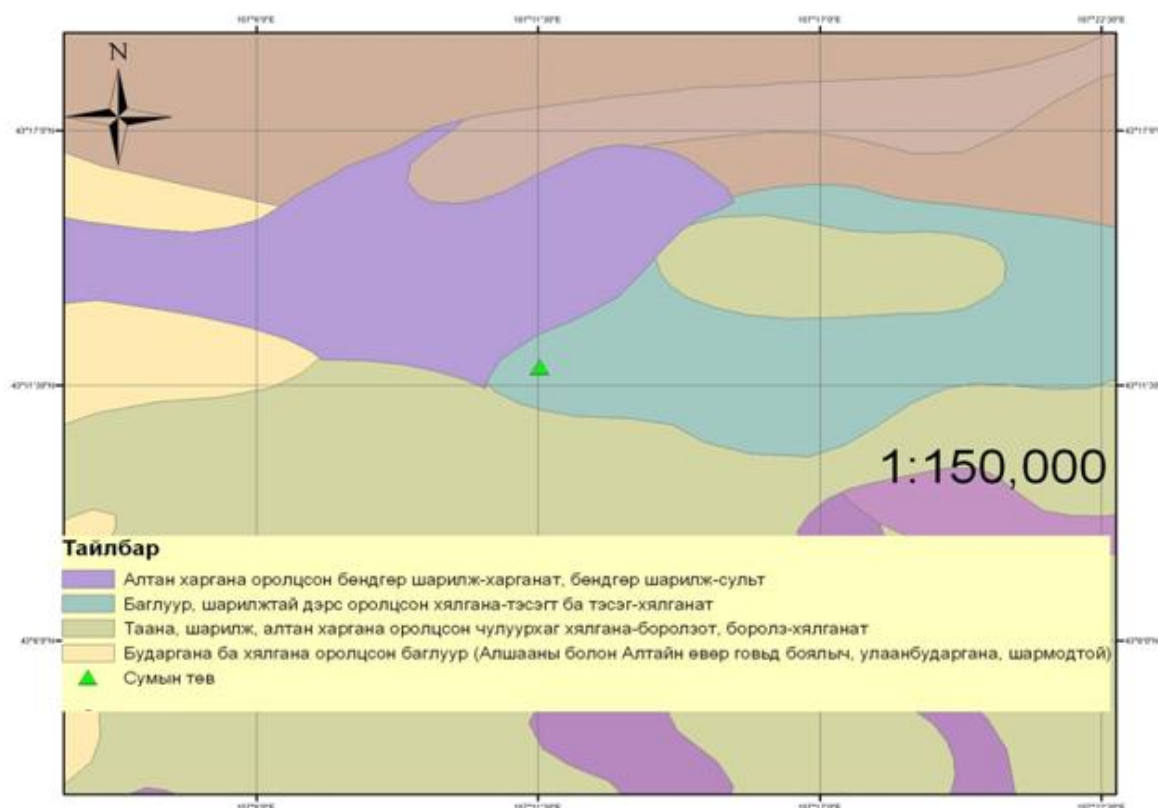 N
1:150,000
Тайлбар
Алтан харгана оролцсон бөндгөр шарилж-харганат, бөндгөр шарилж-сульт
Баглуур, шарилжтай дэрс оролцсон хялгана-тэсэгт ба тэсэг-хялганат
Таана, шарилж, алтан харгана оролцсон чулуурхаг хялгана-боролзот, боролз-хялганат
Бударгана ба хялгана оролцсон баглуур (Алшааны болон Алтайн өвөр говьд боялыч, улаанбударгана, шармодтой)
Сумын төв